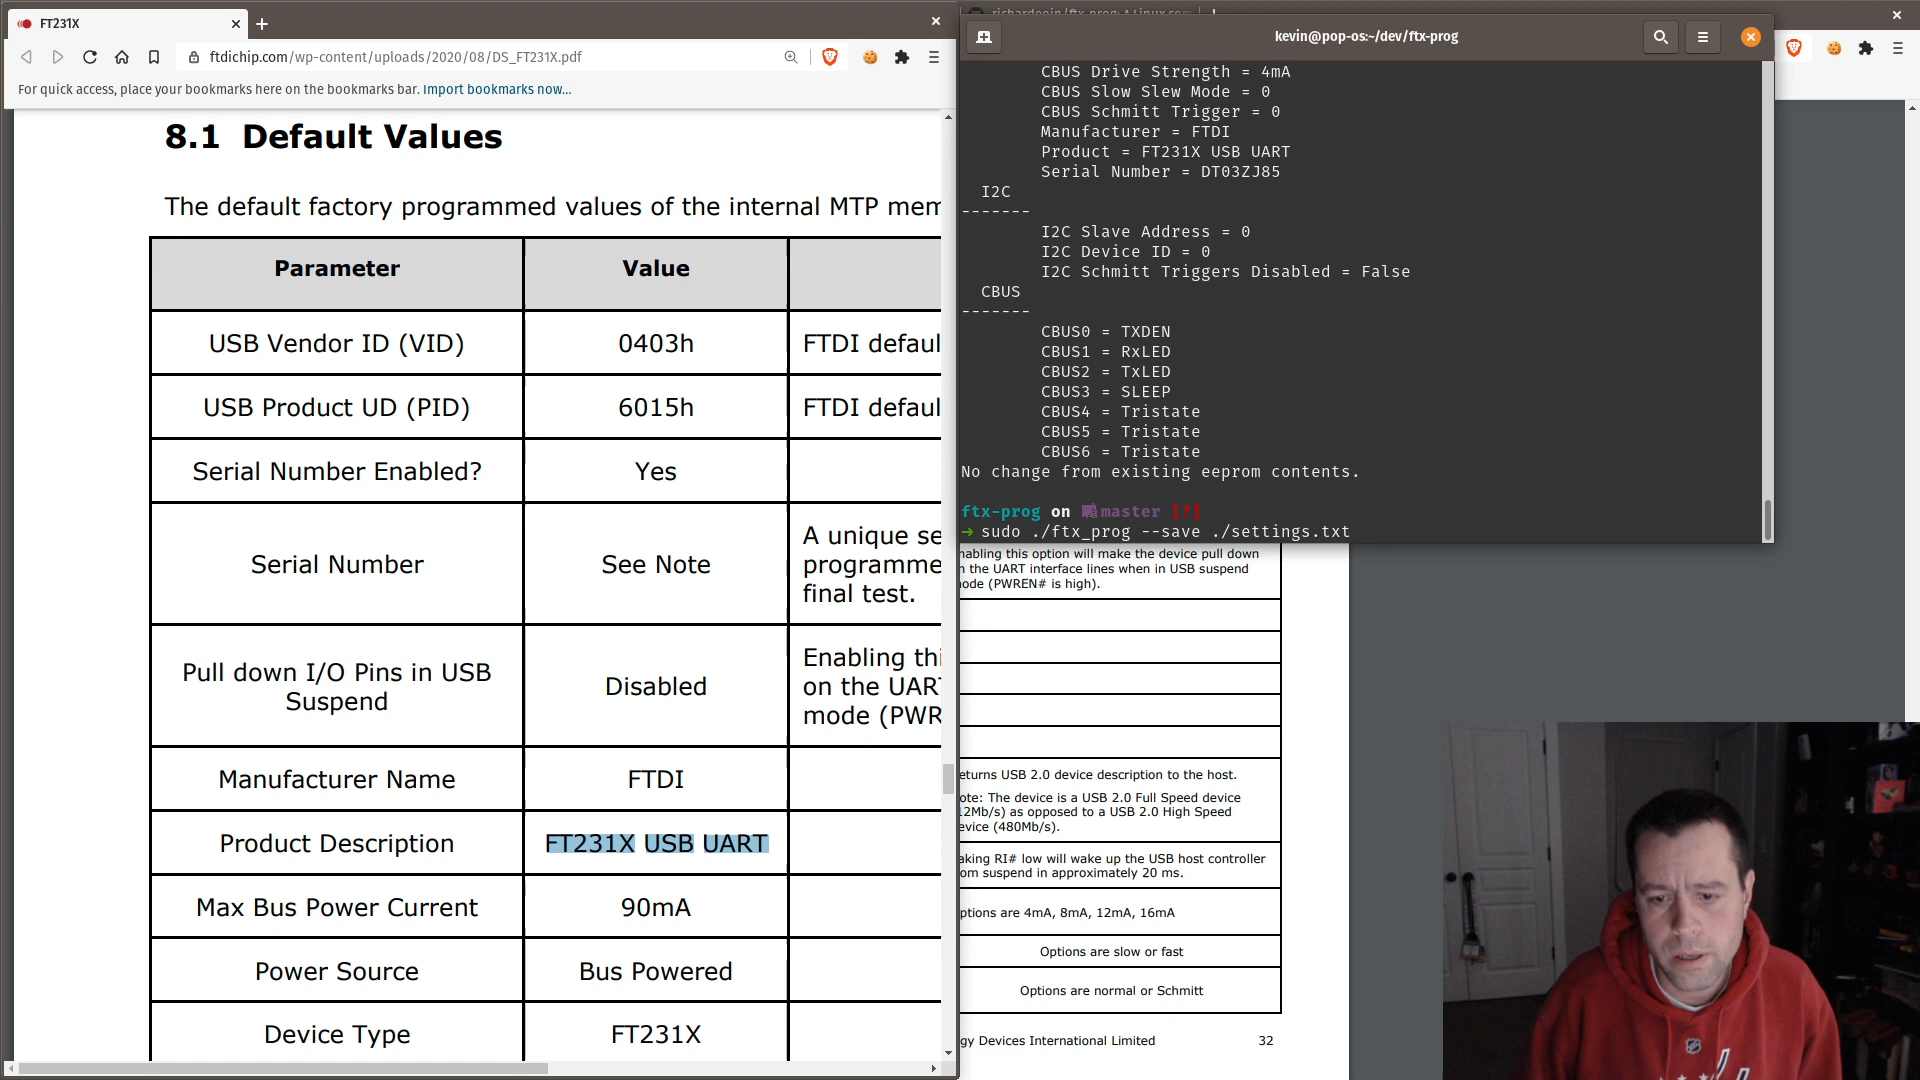 FT231X
ftdichip.com/wp-content/uploads/2020/08/DS_FT231X.pdf
For quick access, place your bookmarks here on the bookmarks bar. Import bookmarks now...
8.1 Default Values
The default factory programmed values of the internal MTP mem
Parameter Value
USB Vendor ID (VID) 0403h FTDI defaul
USB Product UD (PID) 6015h FTDI defaul
Serial Number Enabled? Yes
Serial Number See Note A unique se
programme
final test.
Pull down I/O Pins in USB
Suspend
Disabled
Enabling thi
on the UAR
mode (PWR
Manufacturer Name FTDI
Product Description FT231X USB UART
Max Bus Power Current 90mA
Power Source Bus Powered
Device Type FT231X
kevin@pop-os:~/dev/ftx-prog
CBUS Drive Strength = 4mA
CBUS Slow Slew Mode = 0
CBUS Schmitt Trigger = 0
Manufacturer = FTDI
Product = FT231X USB UART
Serial Number = DT03ZJ85
I2C
-------
I2C Slave Address = 0
I2C Device ID = 0
I2C Schmitt Triggers Disabled = False
CBUS
-------
CBUS0 = TXDEN
CBUS1 = RxLED
CBUS2 = TxLED
CBUS3 = SLEEP
CBUS4 = Tristate
CBUS5 = Tristate
CBUS6 = Tristate
No change from existing eeprom contents.
ftx-prog on master [?]
➜ sudo ./ftx_prog --save ./settings.txt
nabling this option will make the device pull down
n the UART interface lines when in USB suspend
ode (PWREN# is high).
eturns USB 2.0 device description to the host.
ote: The device is a USB 2.0 Full Speed device
12Mb/s) as opposed to a USB 2.0 High Speed
evice (480Mb/s).
aking RI# low will wake up the USB host controller
om suspend in approximately 20 ms.
ptions are 4mA, 8mA, 12mA, 16mA
Options are slow or fast
Options are normal or Schmitt
gy Devices International Limited 32